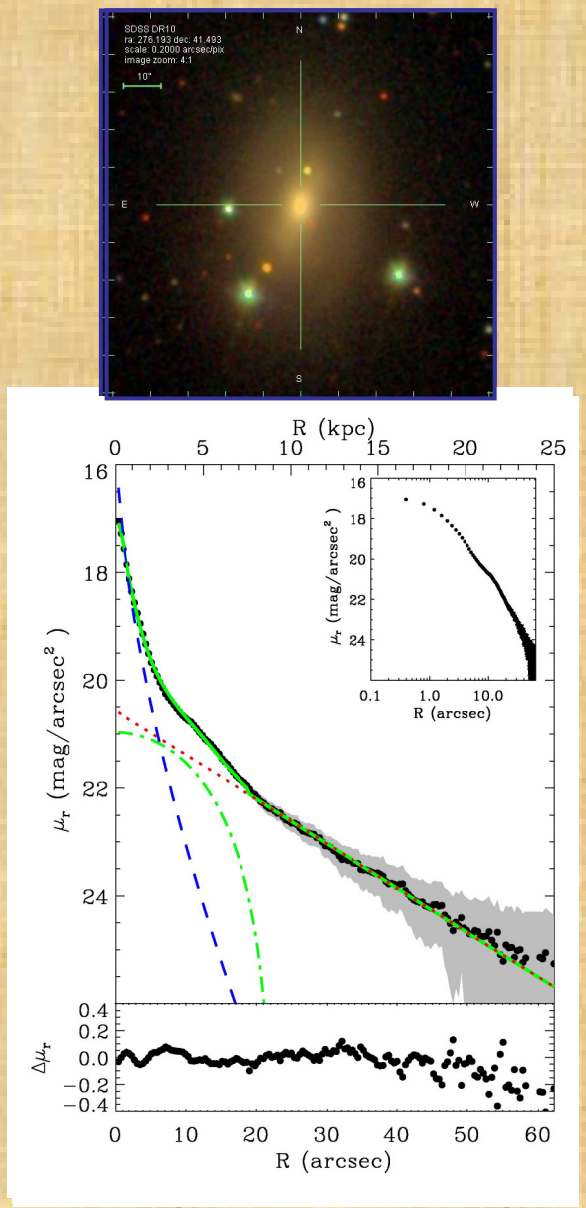 SDSS DR10
ra: 276.193 dec: 41.493
scale: 0.2000 arcsec/pix
image zoom: 4:1
10"
N
E
W
S
R (kpc)
0 5 10 15 20 25
16
18
20
22
24
μr (mag/arcsec²)
16
18
20
22
24
μr (mag/arcsec²)
0.1 1.0 10.0
R (arcsec)
0.4
0.2
0.0
−0.2
−0.4
Δμr
0 10 20 30 40 50 60
R (arcsec)